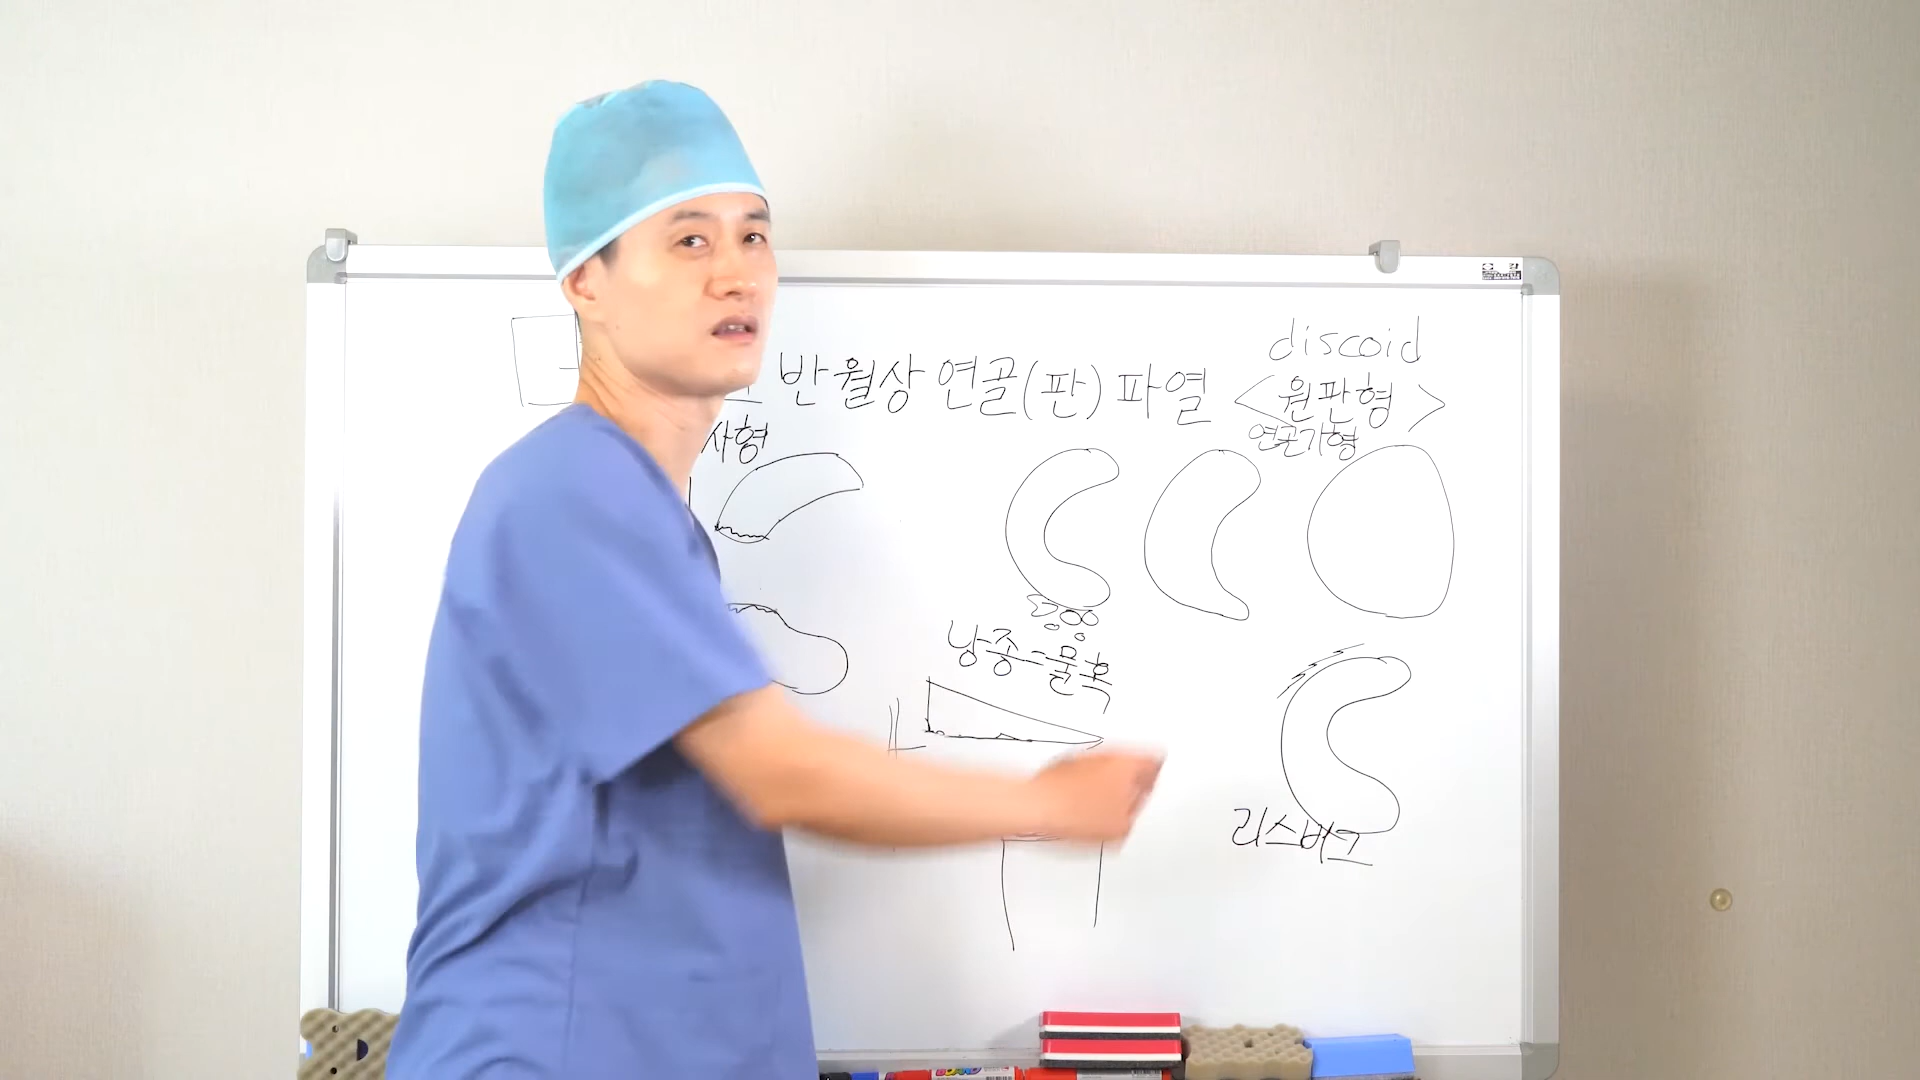 discoid
반월상 연골(판) 파열 <원판형>
연골기형
사형
낭종=물혹
리스버그